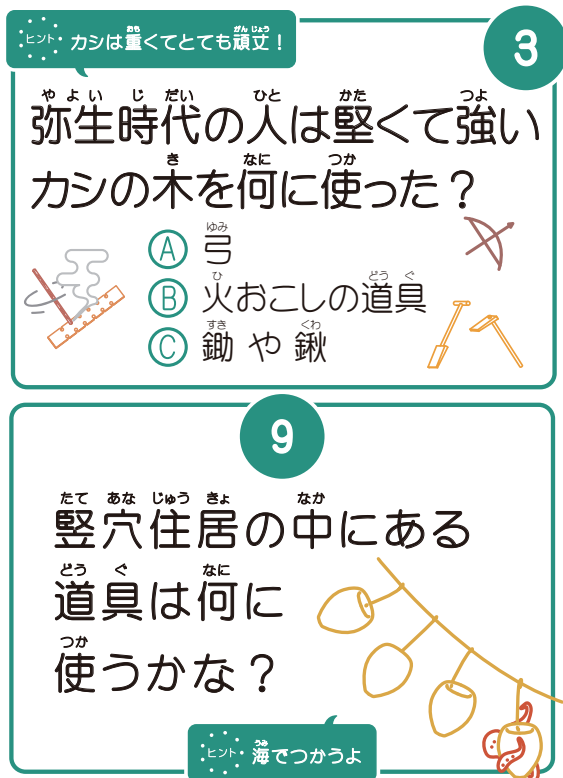 ヒント カシは重くてとても頑丈！
3
弥生時代の人は堅くて強い
カシの木を何に使った？
A 弓
B 火おこしの道具
C 鋤や鍬
9
竪穴住居の中にある
道具は何に
使うかな？
ヒント 海でつかうよ